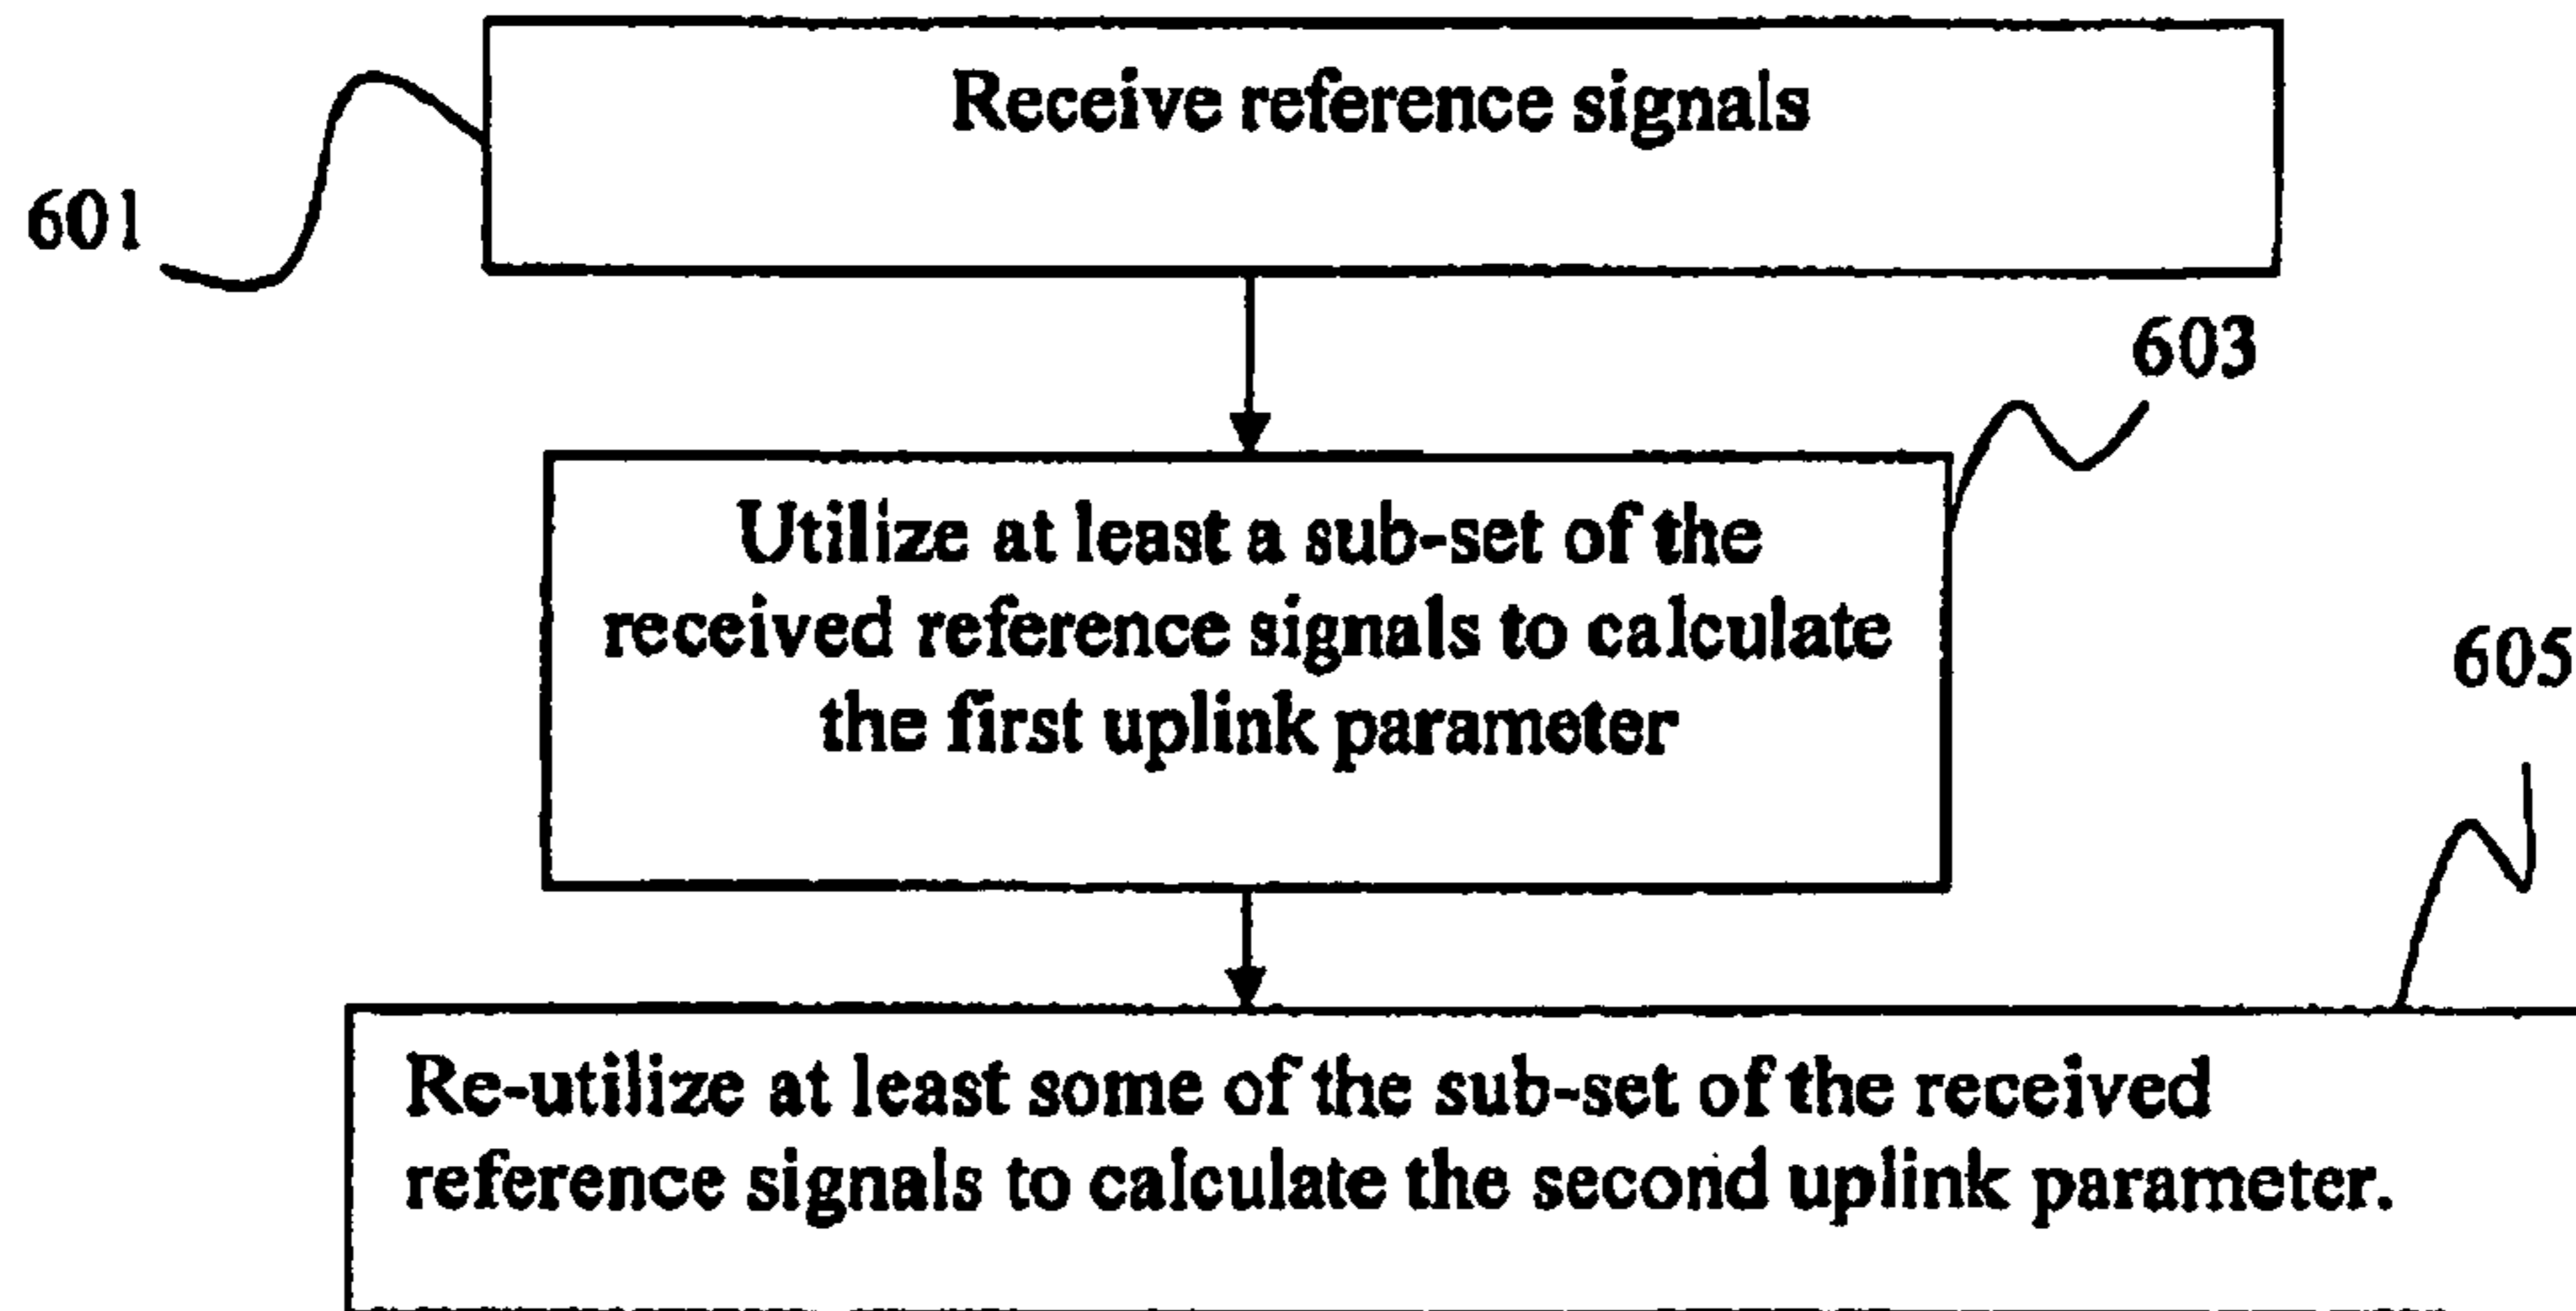 Receive reference signals
601
603
Utilize at least a sub-set of the
received reference signals to calculate
the first uplink parameter
605
Re-utilize at least some of the sub-set of the received
reference signals to calculate the second uplink parameter.